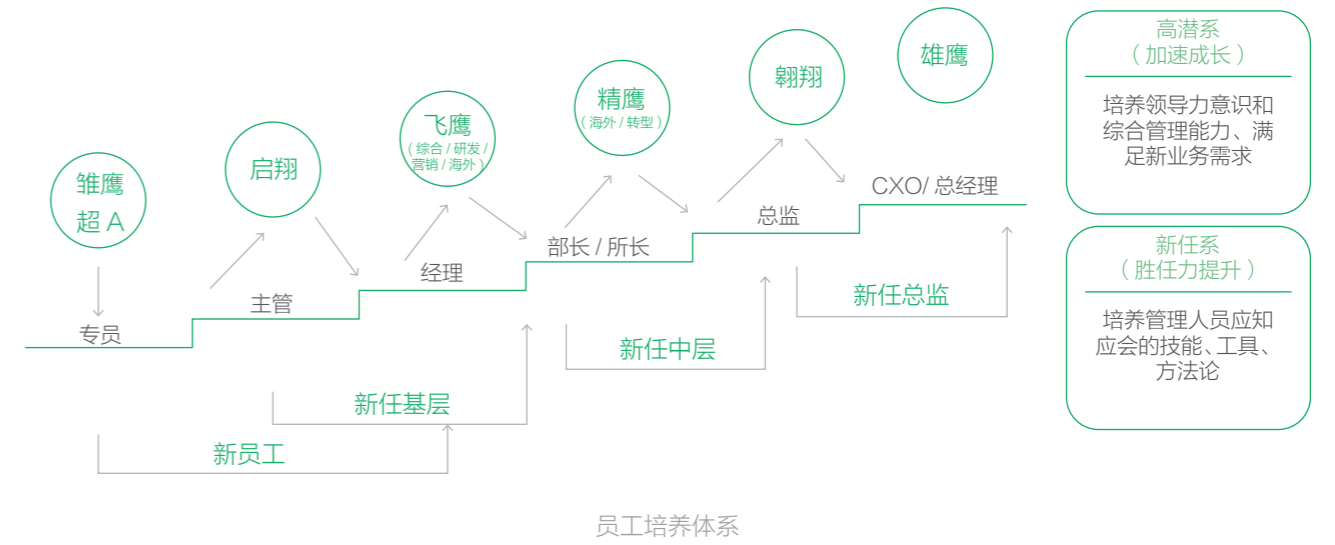 雏鹰
超 A
启翔
飞鹰
（综合 / 研发 /
营销 / 海外）
精鹰
（海外 / 转型）
翱翔
雄鹰
专员
主管
经理
部长 / 所长
总监
CXO/ 总经理
新员工
新任基层
新任中层
新任总监
高潜系
（加速成长）
培养领导力意识和
综合管理能力、满
足新业务需求
新任系
（胜任力提升）
培养管理人员应知
应会的技能、工具、
方法论
员工培养体系